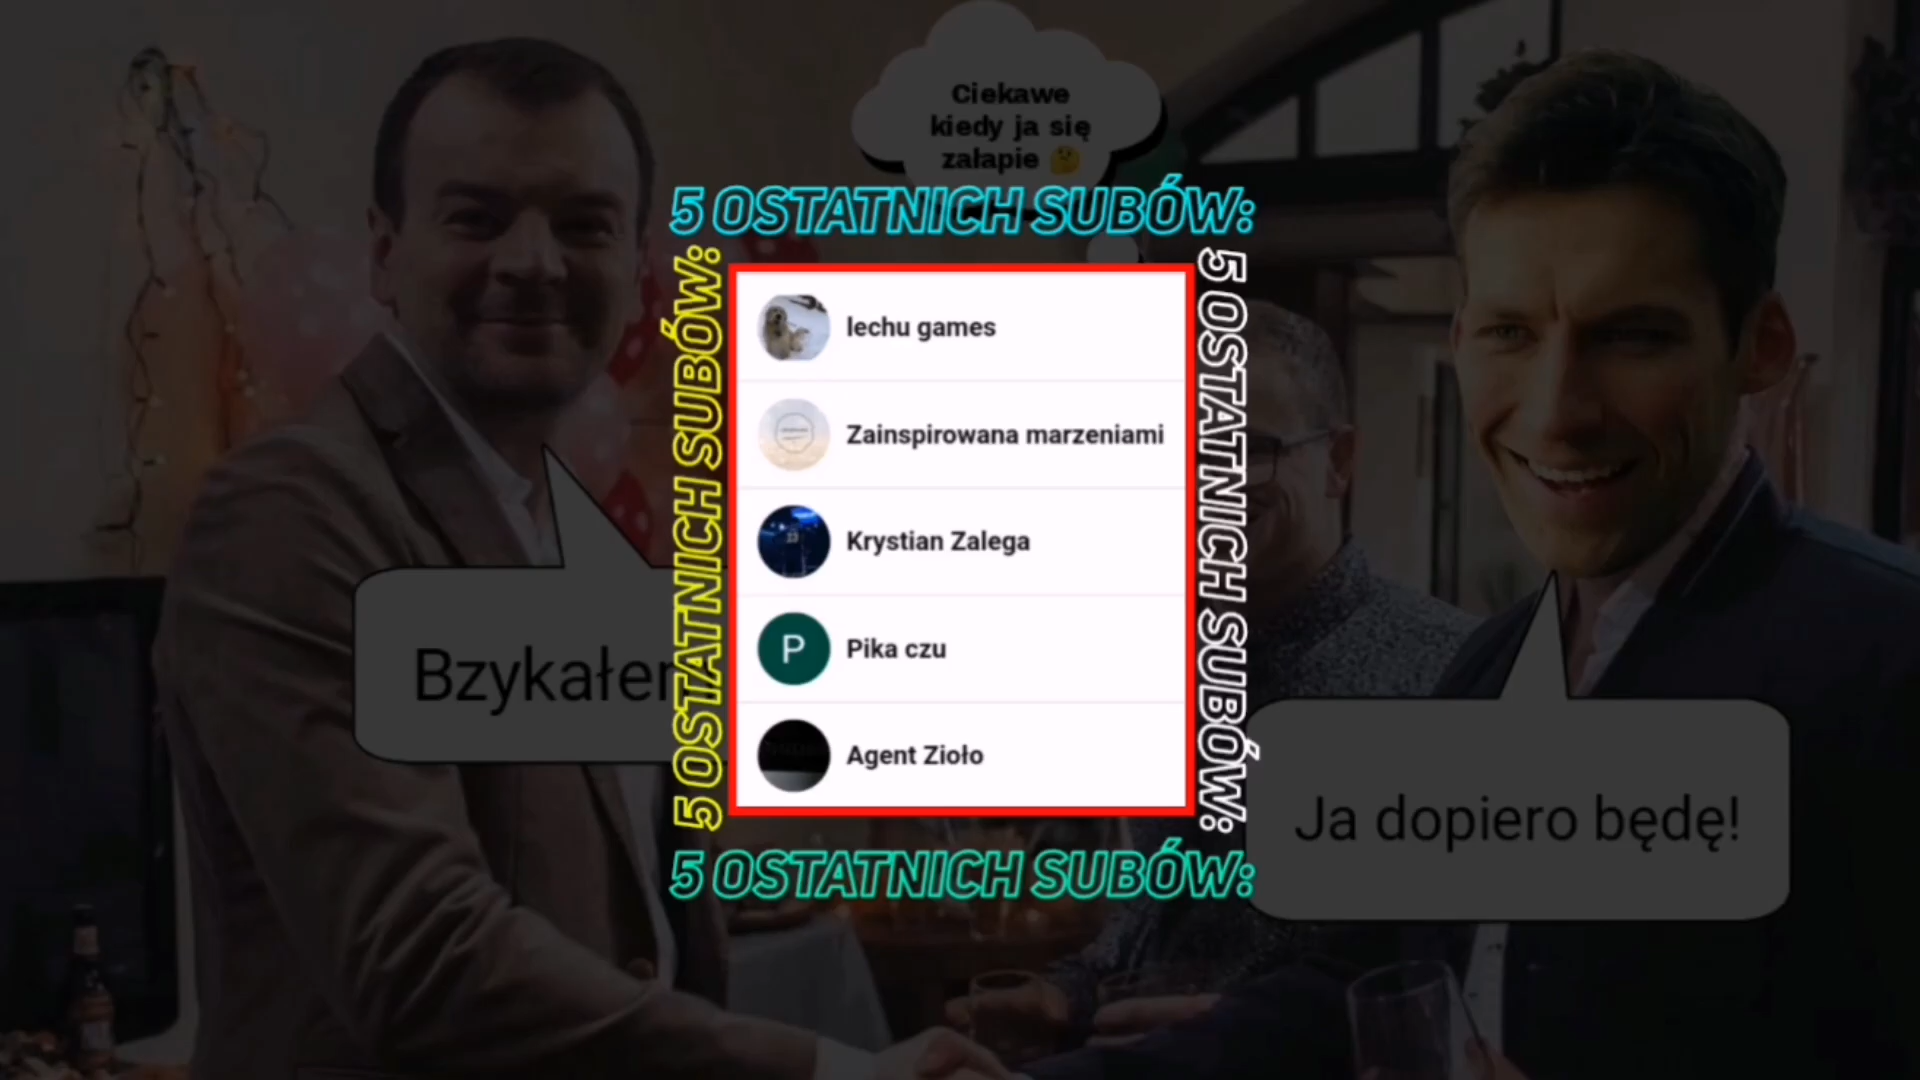 Ciekawe
kiedy ja się
załapie 🤔
5 OSTATNICH SUBÓW:
5 OSTATNICH SUBÓW:
5 OSTATNICH SUBÓW:
lechu games
Zainspirowana marzeniami
Krystian Zalega
P
Pika czu
Agent Zioło
Bzykałem
Ja dopiero będę!
5 OSTATNICH SUBÓW: